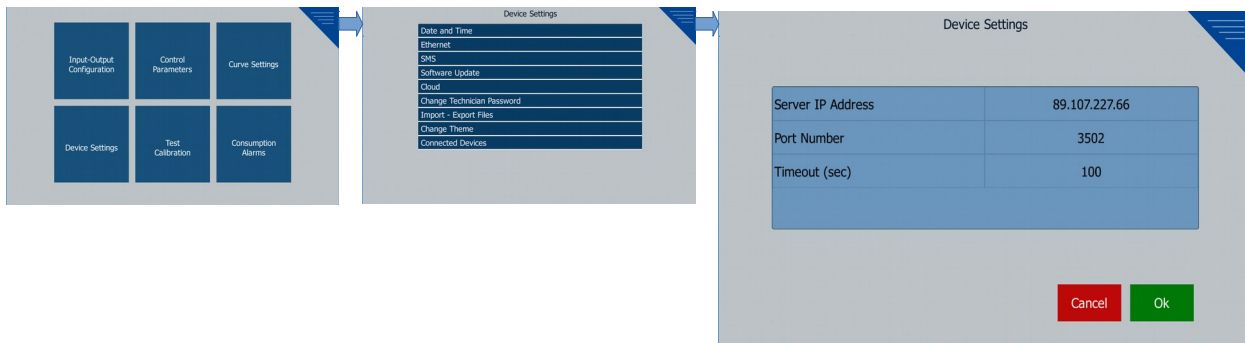 Input-Output
Configuration
Control
Parameters
Curve Settings
Device Settings
Test
Calibration
Consumption
Alarms
Device Settings
Date and Time
Ethernet
SMS
Software Update
Cloud
Change Technician Password
Import - Export Files
Change Theme
Connected Devices
Device Settings
Server IP Address 89.107.227.66
Port Number 3502
Timeout (sec) 100
Cancel Ok